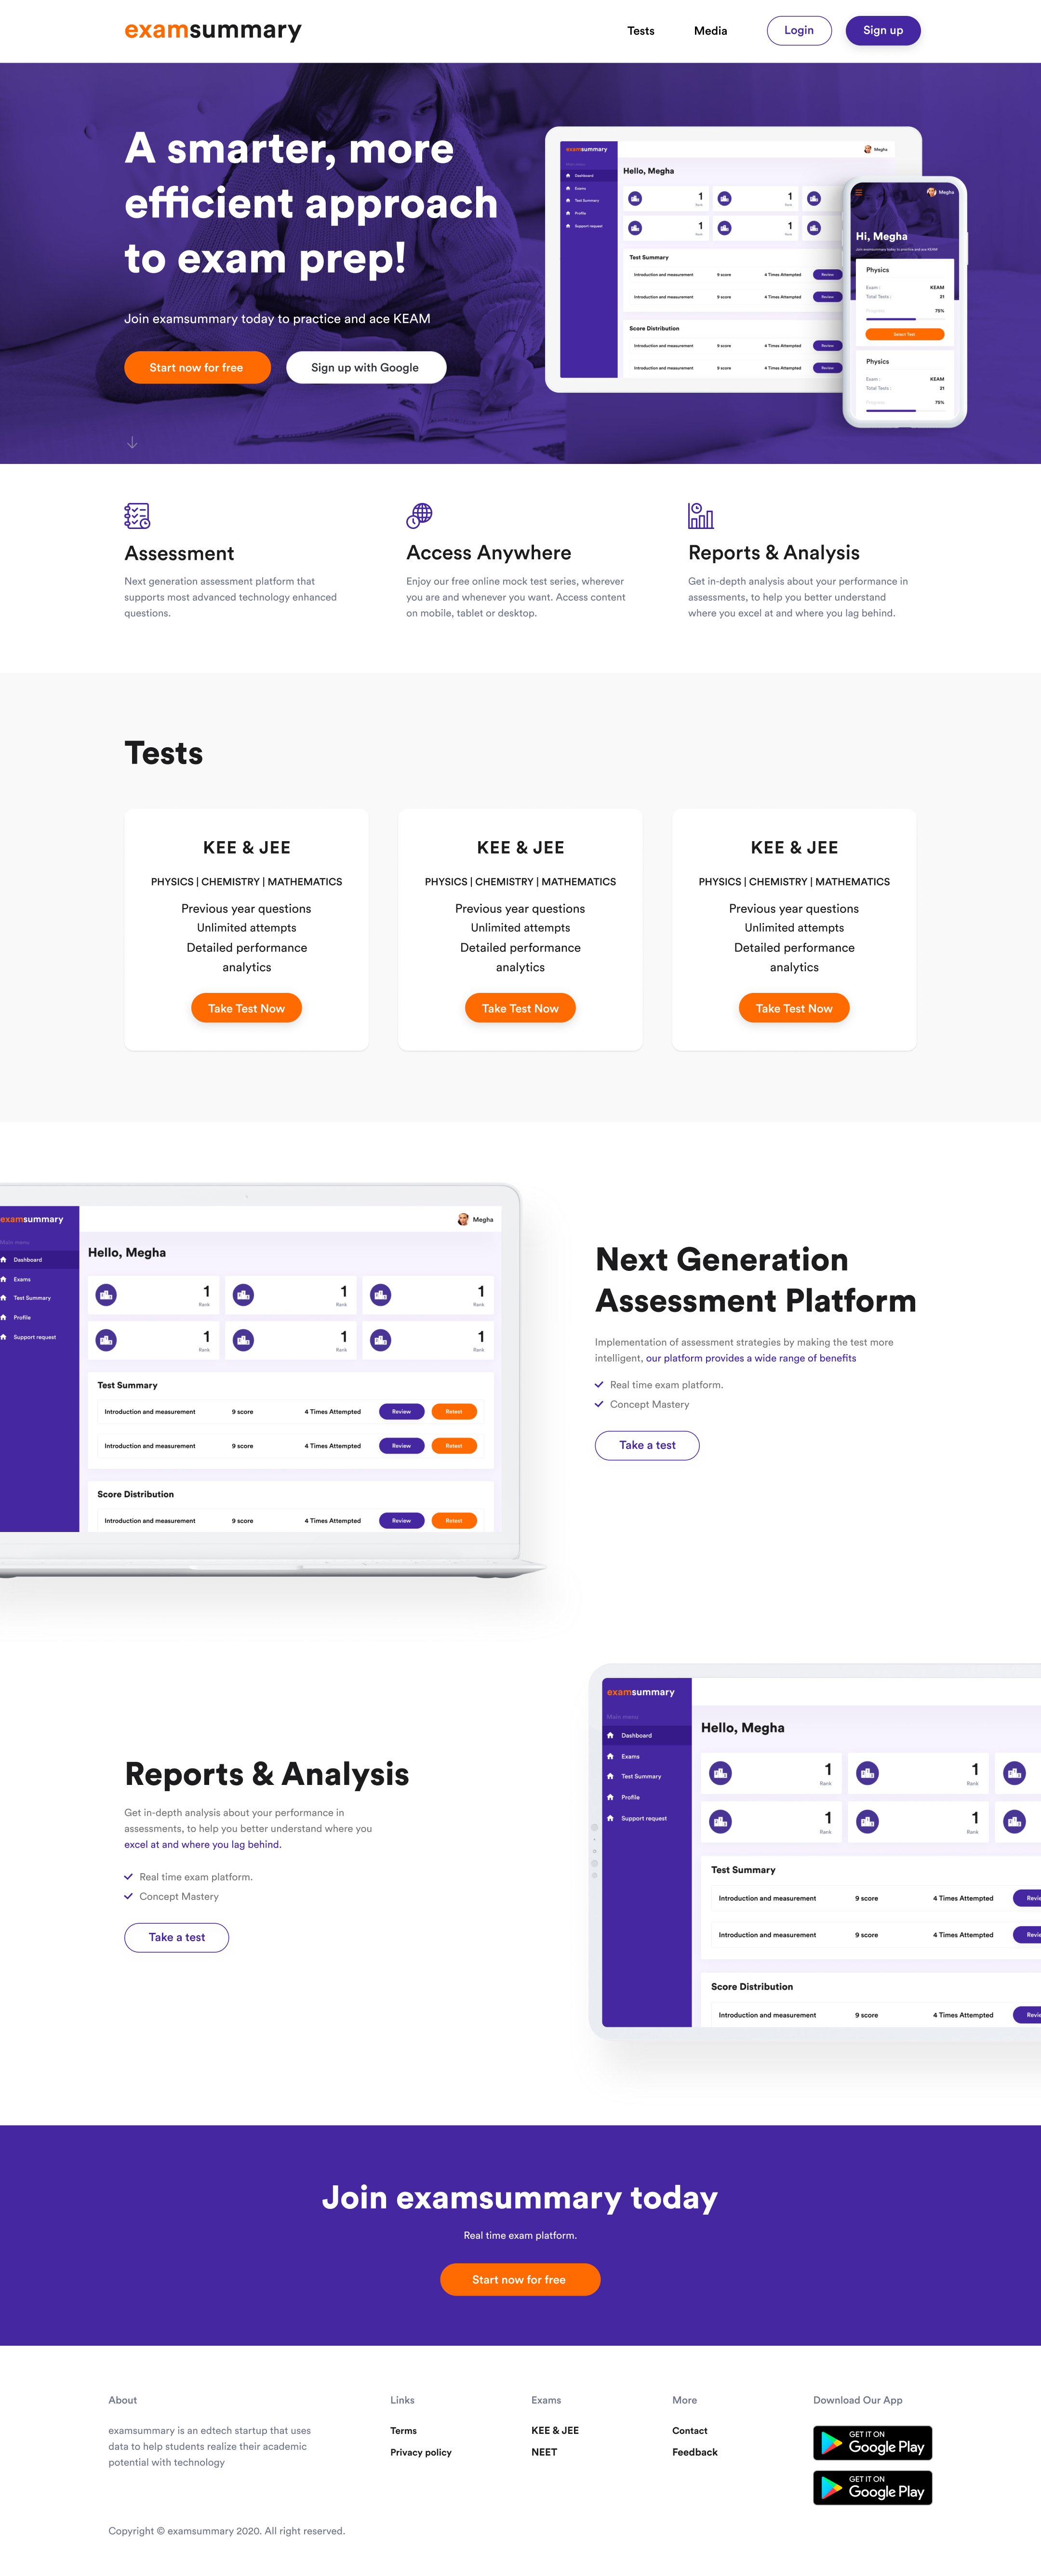 examsummary
Tests
Media
Login
Sign up
A smarter, more
efficient approach
to exam prep!
Join examsummary today to practice and ace KEAM
Start now for free
Sign up with Google
examsummary
Megha
Main menu
Dashboard
Exams
Test Summary
Profile
Support request
Hello, Megha
1
Rank
1
Rank
1
Rank
1
Rank
Test Summary
Introduction and measurement 9 score 4 Times Attempted Review
Introduction and measurement 9 score 4 Times Attempted Review
Score Distribution
Introduction and measurement 9 score 4 Times Attempted Review
Introduction and measurement 9 score 4 Times Attempted Review
Megha
Hi, Megha
Join examsummary today to practice and ace KEAM
Physics
Exam : KEAM
Total Tests : 21
Progress 75%
Select Test
Physics
Exam : KEAM
Total Tests : 21
Progress 75%
Assessment
Next generation assessment platform that
supports most advanced technology enhanced
questions.
Access Anywhere
Enjoy our free online mock test series, wherever
you are and whenever you want. Access content
on mobile, tablet or desktop.
Reports & Analysis
Get in-depth analysis about your performance in
assessments, to help you better understand
where you excel at and where you lag behind.
Tests
KEE & JEE
PHYSICS | CHEMISTRY | MATHEMATICS
Previous year questions
Unlimited attempts
Detailed performance
analytics
Take Test Now
KEE & JEE
PHYSICS | CHEMISTRY | MATHEMATICS
Previous year questions
Unlimited attempts
Detailed performance
analytics
Take Test Now
KEE & JEE
PHYSICS | CHEMISTRY | MATHEMATICS
Previous year questions
Unlimited attempts
Detailed performance
analytics
Take Test Now
examsummary
Megha
Main menu
Dashboard
Exams
Test Summary
Profile
Support request
Hello, Megha
1
Rank
1
Rank
1
Rank
1
Rank
1
Rank
1
Rank
Test Summary
Introduction and measurement 9 score 4 Times Attempted Review Retest
Introduction and measurement 9 score 4 Times Attempted Review Retest
Score Distribution
Introduction and measurement 9 score 4 Times Attempted Review Retest
Next Generation
Assessment Platform
Implementation of assessment strategies by making the test more
intelligent, our platform provides a wide range of benefits
Real time exam platform.
Concept Mastery
Take a test
Reports & Analysis
Get in-depth analysis about your performance in
assessments, to help you better understand where you
excel at and where you lag behind.
Real time exam platform.
Concept Mastery
Take a test
examsummary
Main menu
Dashboard
Exams
Test Summary
Profile
Support request
Hello, Megha
1
Rank
1
Rank
1
Rank
1
Rank
Test Summary
Introduction and measurement 9 score 4 Times Attempted Revie
Introduction and measurement 9 score 4 Times Attempted Revie
Score Distribution
Introduction and measurement 9 score 4 Times Attempted Revie
Join examsummary today
Real time exam platform.
Start now for free
About
examsummary is an edtech startup that uses
data to help students realize their academic
potential with technology
Links
Terms
Privacy policy
Exams
KEE & JEE
NEET
More
Contact
Feedback
Download Our App
GET IT ON
Google Play
GET IT ON
Google Play
Copyright © examsummary 2020. All right reserved.